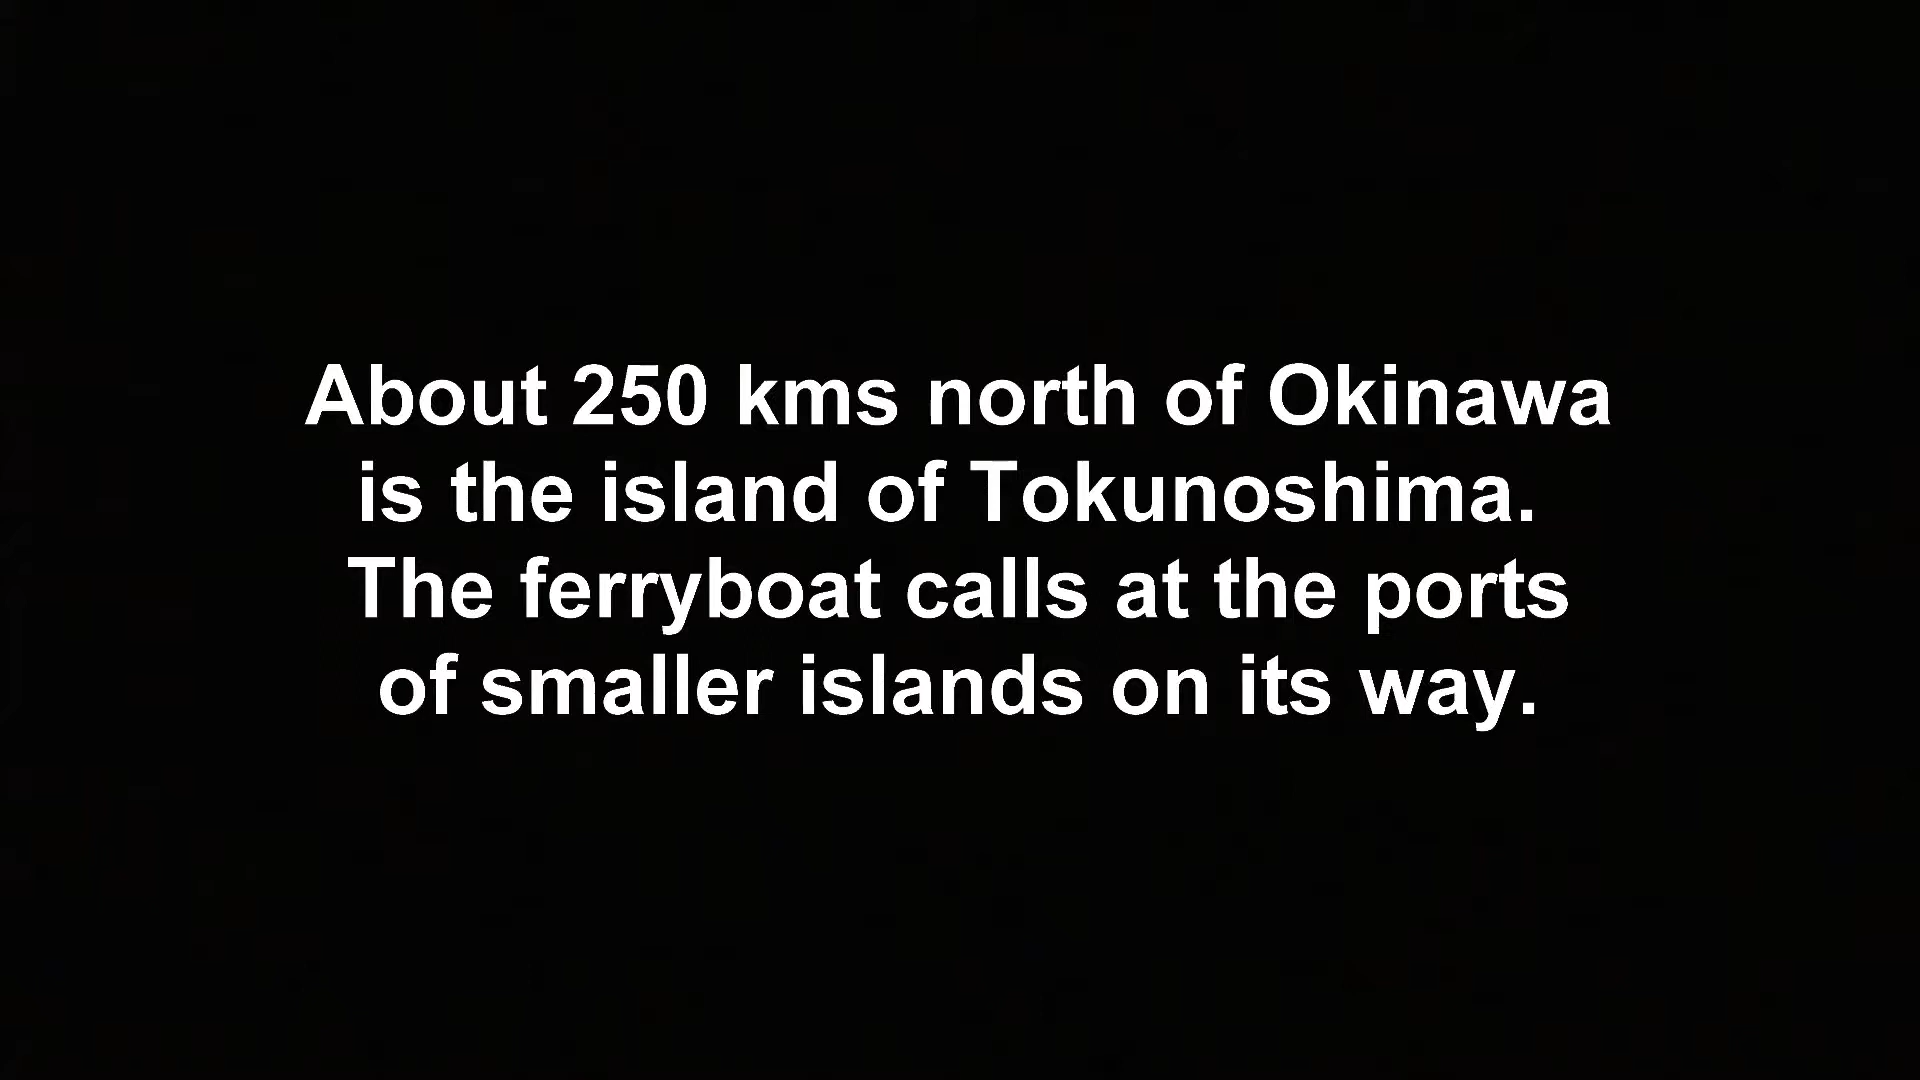 About 250 kms north of Okinawa
is the island of Tokunoshima.
The ferryboat calls at the ports
of smaller islands on its way.